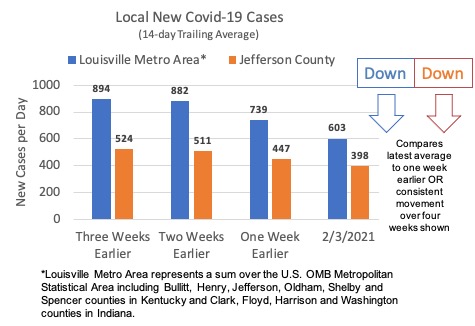 Local New Covid-19 Cases
(14-day Trailing Average)
Louisville Metro Area* Jefferson County
Down Down
New Cases per Day
1000
800
600
400
200
0
894 524
882 511
739 447
603 398
Three Weeks
Earlier
Two Weeks
Earlier
One Week
Earlier
2/3/2021
Compares
latest average
to one week
earlier OR
consistent
movement
over four
weeks shown
*Louisville Metro Area represents a sum over the U.S. OMB Metropolitan
Statistical Area including Bullitt, Henry, Jefferson, Oldham, Shelby and
Spencer counties in Kentucky and Clark, Floyd, Harrison and Washington
counties in Indiana.